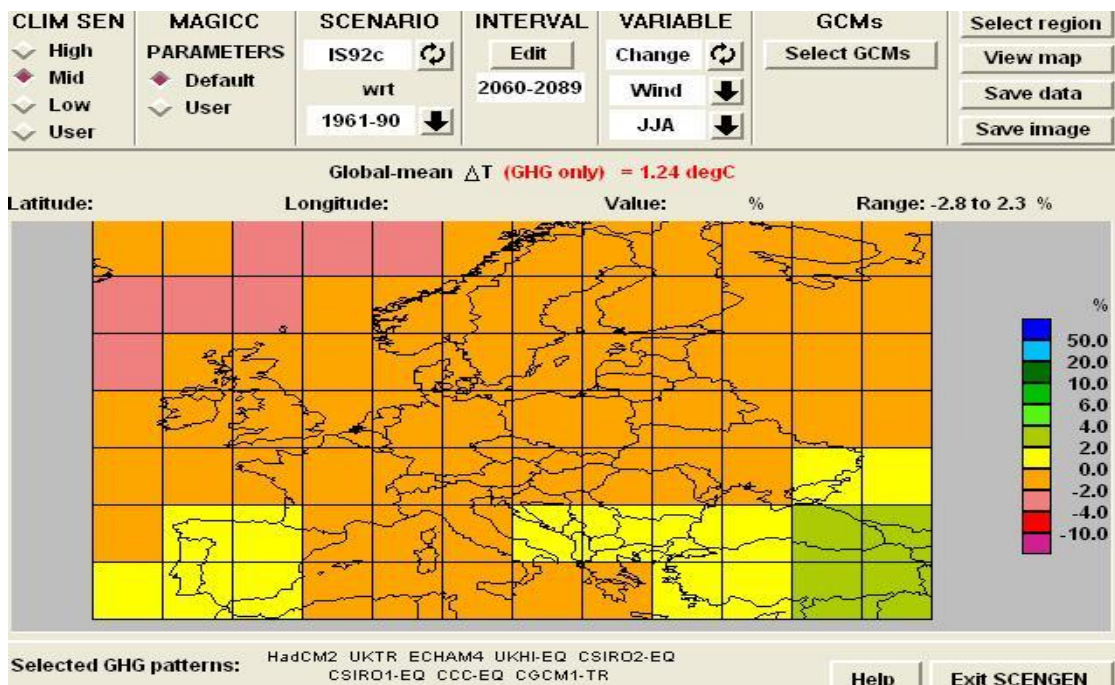 CLIM SEN
High
Mid
Low
User
MAGICC
PARAMETERS
Default
User
SCENARIO
IS92c
wrt
1961-90
INTERVAL
Edit
2060-2089
VARIABLE
Change
Wind
JJA
GCMs
Select GCMs
Select region
View map
Save data
Save image
Global-mean △T (GHG only) = 1.24 degC
Latitude: Longitude: Value: % Range: -2.8 to 2.3 %
%
50.0
20.0
10.0
6.0
4.0
2.0
0.0
-2.0
-4.0
-10.0
Selected GHG patterns: HadCM2 UKTR ECHAM4 UKHI-EQ CSIRO2-EQ
CSIRO1-EQ CCC-EQ CGCM1-TR
Help Exit SCENGEN